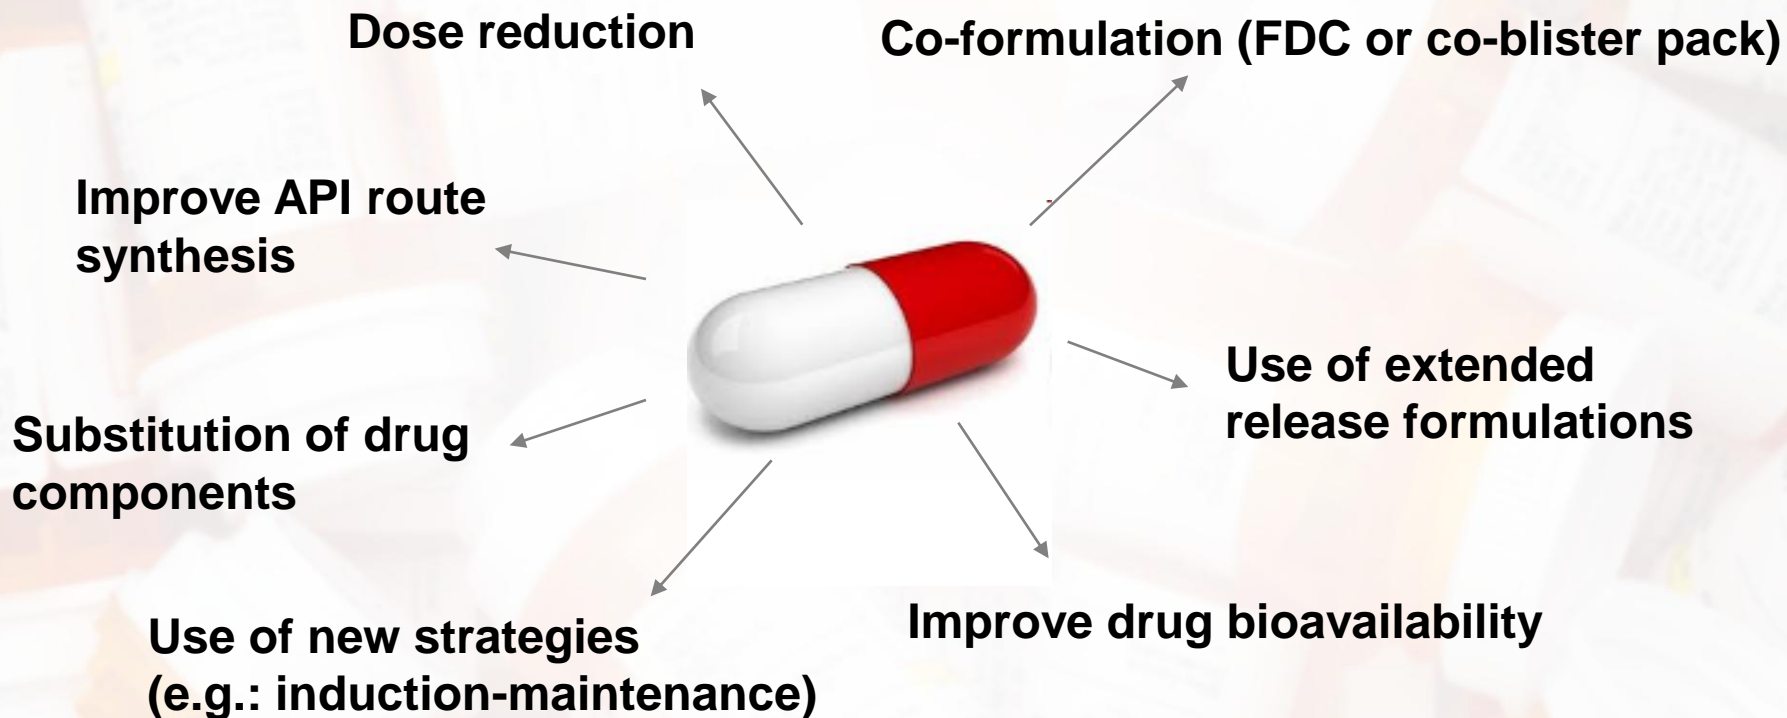 Dose reduction
Co-formulation (FDC or co-blister pack)
Improve API route
synthesis
Use of extended
release formulations
Substitution of drug
components
Improve drug bioavailability
Use of new strategies
(e.g.: induction-maintenance)